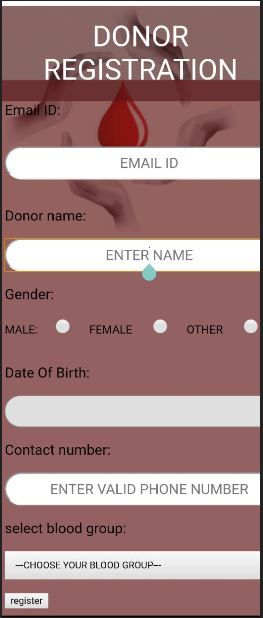 DONOR
REGISTRATION
Email ID:
EMAIL ID
Donor name:
ENTER NAME
Gender:
MALE: FEMALE OTHER
Date Of Birth:
Contact number:
ENTER VALID PHONE NUMBER
select blood group:
---CHOOSE YOUR BLOOD GROUP---
register